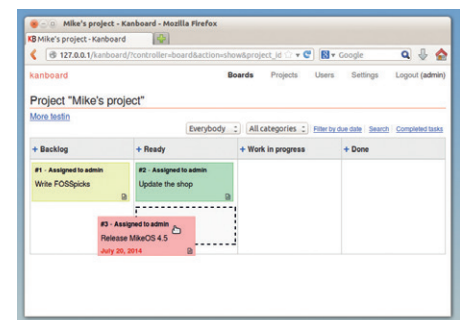 Mike's project - Kanboard - Mozilla Firefox
KB Mike's project - Kanboard
127.0.0.1/kanboard/?controller=board&action=show&project_id
Google
kanboard
Boards Projects Users Settings Logout (admin)
Project "Mike's project"
More testin
Everybody All categories Filter by due date Search Completed tasks
+ Backlog + Ready + Work in progress + Done
#1 - Assigned to admin
Write FOSSpicks
#2 - Assigned to admin
Update the shop
#3 - Assigned to admin
Release MikeOS 4.5
July 20, 2014